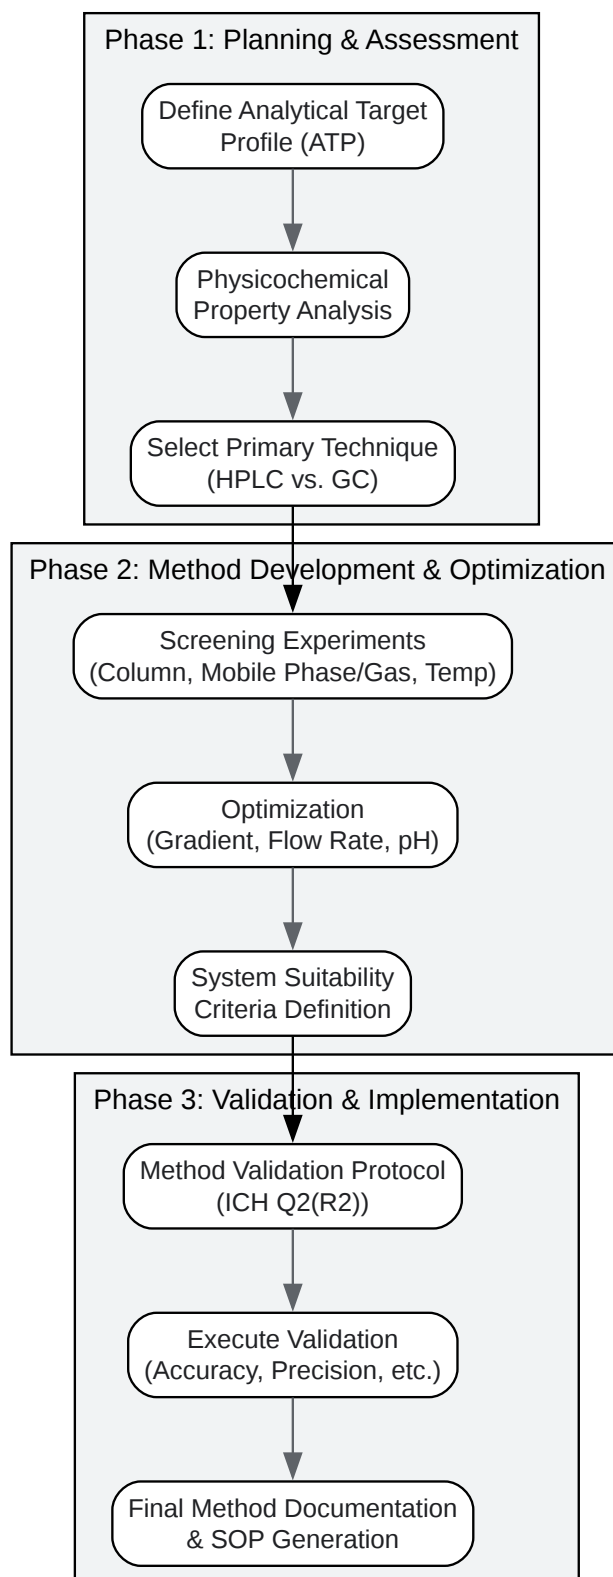 Phase 1: Planning & Assessment
Define Analytical Target
Profile (ATP)
Physicochemical
Property Analysis
Select Primary Technique
(HPLC vs. GC)
Phase 2: Method Development & Optimization
Screening Experiments
(Column, Mobile Phase/Gas, Temp)
Optimization
(Gradient, Flow Rate, pH)
System Suitability
Criteria Definition
Phase 3: Validation & Implementation
Method Validation Protocol
(ICH Q2(R2))
Execute Validation
(Accuracy, Precision, etc.)
Final Method Documentation
& SOP Generation